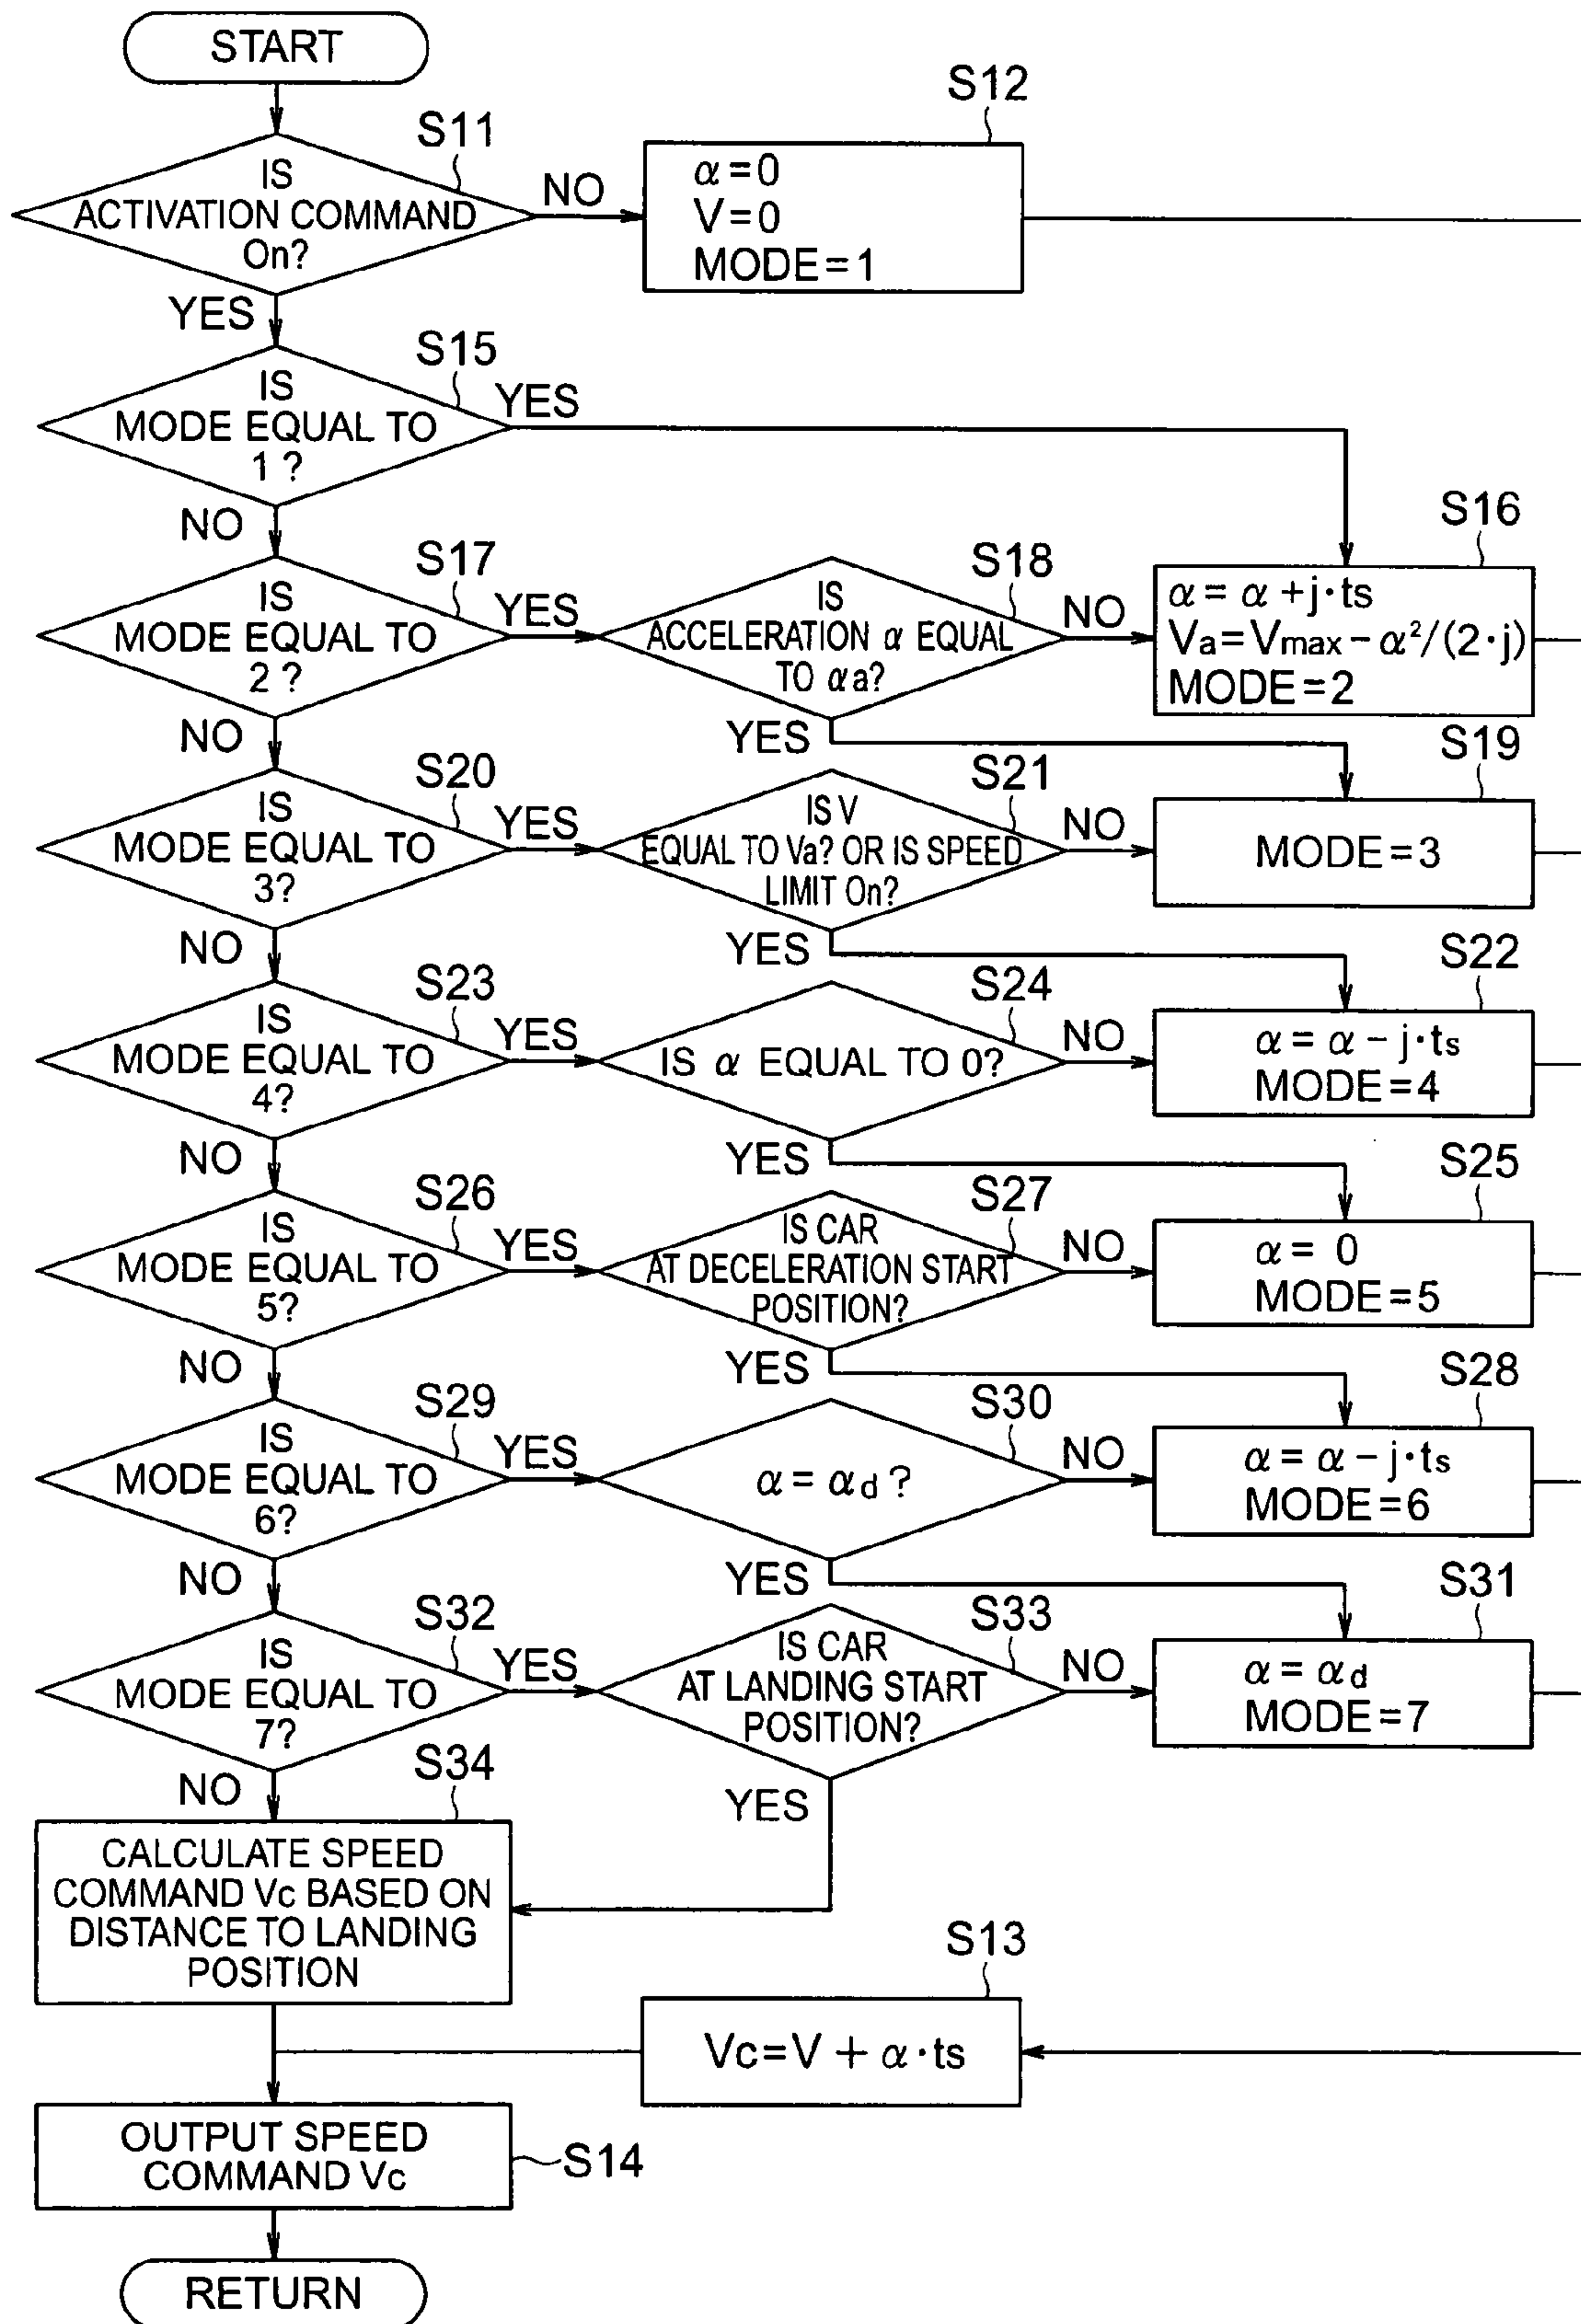 START
S11
IS
ACTIVATION COMMAND
On?
NO
YES
S12
α=0
V=0
MODE=1
S15
IS
MODE EQUAL TO
1 ?
YES
NO
S17
IS
MODE EQUAL TO
2 ?
YES
NO
S18
IS
ACCELERATION α EQUAL
TO αa?
NO
YES
S16
α= α +j·ts
Va=Vmax-α²/(2·j)
MODE=2
S20
IS
MODE EQUAL TO
3?
YES
NO
S21
IS V
EQUAL TO Va? OR IS SPEED
LIMIT On?
NO
YES
S19
MODE=3
S23
IS
MODE EQUAL TO
4?
YES
NO
S24
IS α EQUAL TO 0?
NO
YES
S22
α= α - j·ts
MODE=4
S26
IS
MODE EQUAL TO
5?
YES
NO
S27
IS CAR
AT DECELERATION START
POSITION?
NO
YES
S25
α= 0
MODE=5
S29
IS
MODE EQUAL TO
6?
YES
NO
S30
α= αd ?
NO
YES
S28
α= α - j·ts
MODE=6
S32
IS
MODE EQUAL TO
7?
YES
NO
S33
IS CAR
AT LANDING START
POSITION?
NO
YES
S31
α= αd
MODE=7
S34
CALCULATE SPEED
COMMAND Vc BASED ON
DISTANCE TO LANDING
POSITION
S13
Vc=V + α·ts
OUTPUT SPEED
COMMAND Vc
S14
RETURN